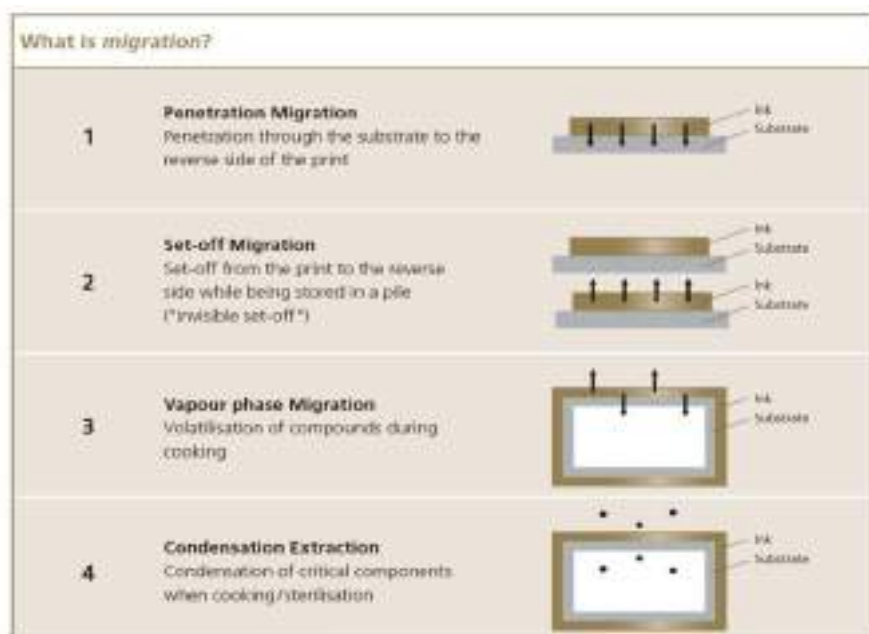 What is migration?
1
Penetration Migration
Penetration through the substrate to the
reverse side of the print
Ink
Substrate
2
Set-off Migration
Set-off from the print to the reverse
side while being stored in a pile
("invisible set-off")
Ink
Substrate
Ink
Substrate
3
Vapour phase Migration
Volatilisation of compounds during
cooking
Ink
Substrate
4
Condensation Extraction
Condensation of critical components
when cooking/sterilisation
Ink
Substrate